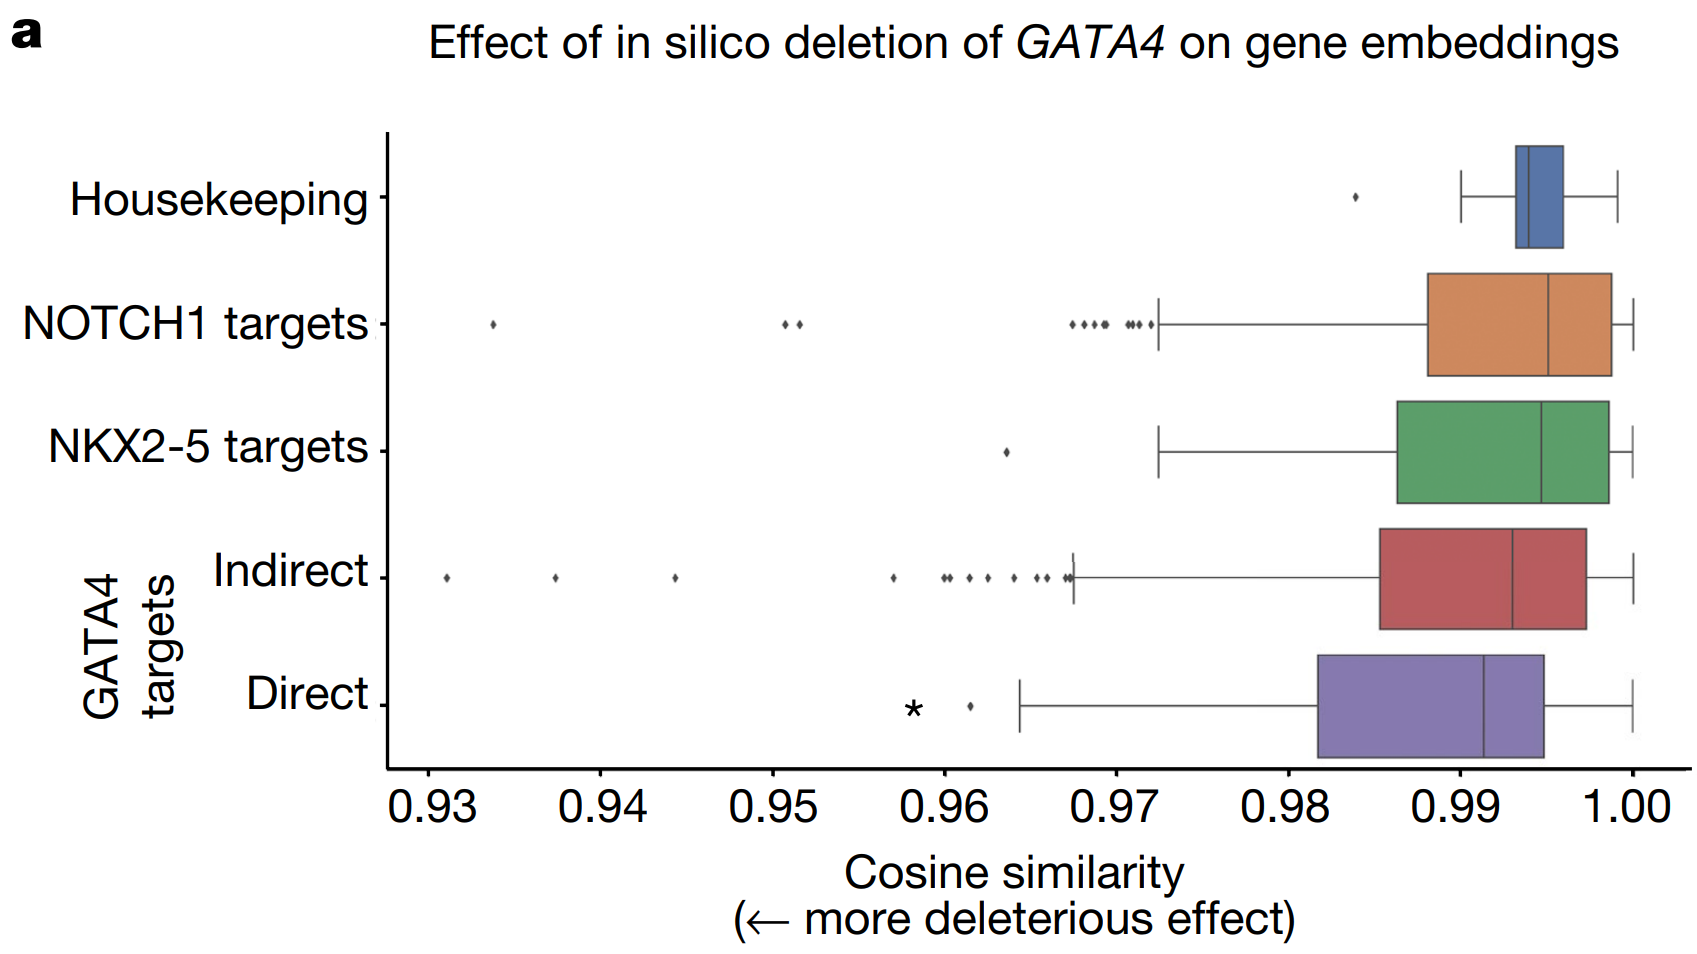 a
Effect of in silico deletion of GATA4 on gene embeddings
Housekeeping
NOTCH1 targets
NKX2-5 targets
GATA4
targets
Indirect
Direct
*
0.93 0.94 0.95 0.96 0.97 0.98 0.99 1.00
Cosine similarity
(← more deleterious effect)